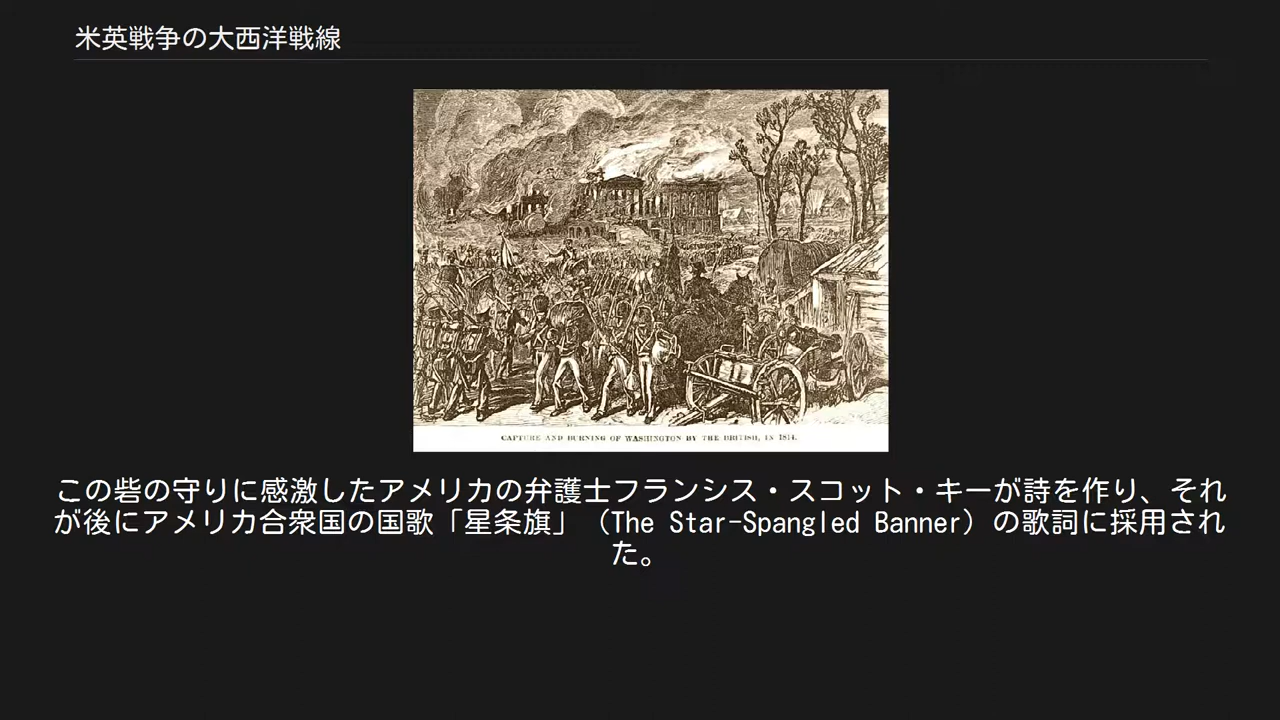 米英戦争の大西洋戦線
CAPTURE AND BURNING OF WASHINGTON BY THE BRITISH, IN 1814.
この砦の守りに感激したアメリカの弁護士フランシス・スコット・キーが詩を作り、それ
が後にアメリカ合衆国の国歌「星条旗」（The Star-Spangled Banner）の歌詞に採用され
た。